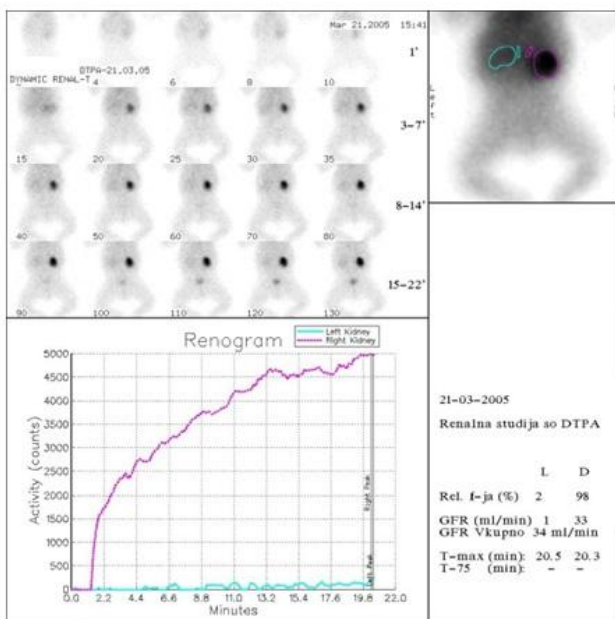 Mar 21,2005 15:41
1'
DTPA-21.03.05
DYNAMIC RENAL-T
2 4 6 8 10
3-7'
15 20 25 30 35
8-14'
40 50 60 70 80
15-22'
90 100 110 120 130
Renogram
Left Kidney
Right Kidney
Activity (counts)
5000
4500
4000
3500
3000
2500
2000
1500
1000
500
0
Right Peak
Left Peak
0.0 2.2 4.4 6.6 8.8 11.0 13.2 15.4 17.6 19.8 22.0
Minutes
21-03-2005
Renalna studija so DTPA
L D
Rel. f-ja (%) 2 98
GFR (ml/min) 1 33
GFR Vkupno 34 ml/min
T-max (min): 20.5 20.3
T-75 (min): - -